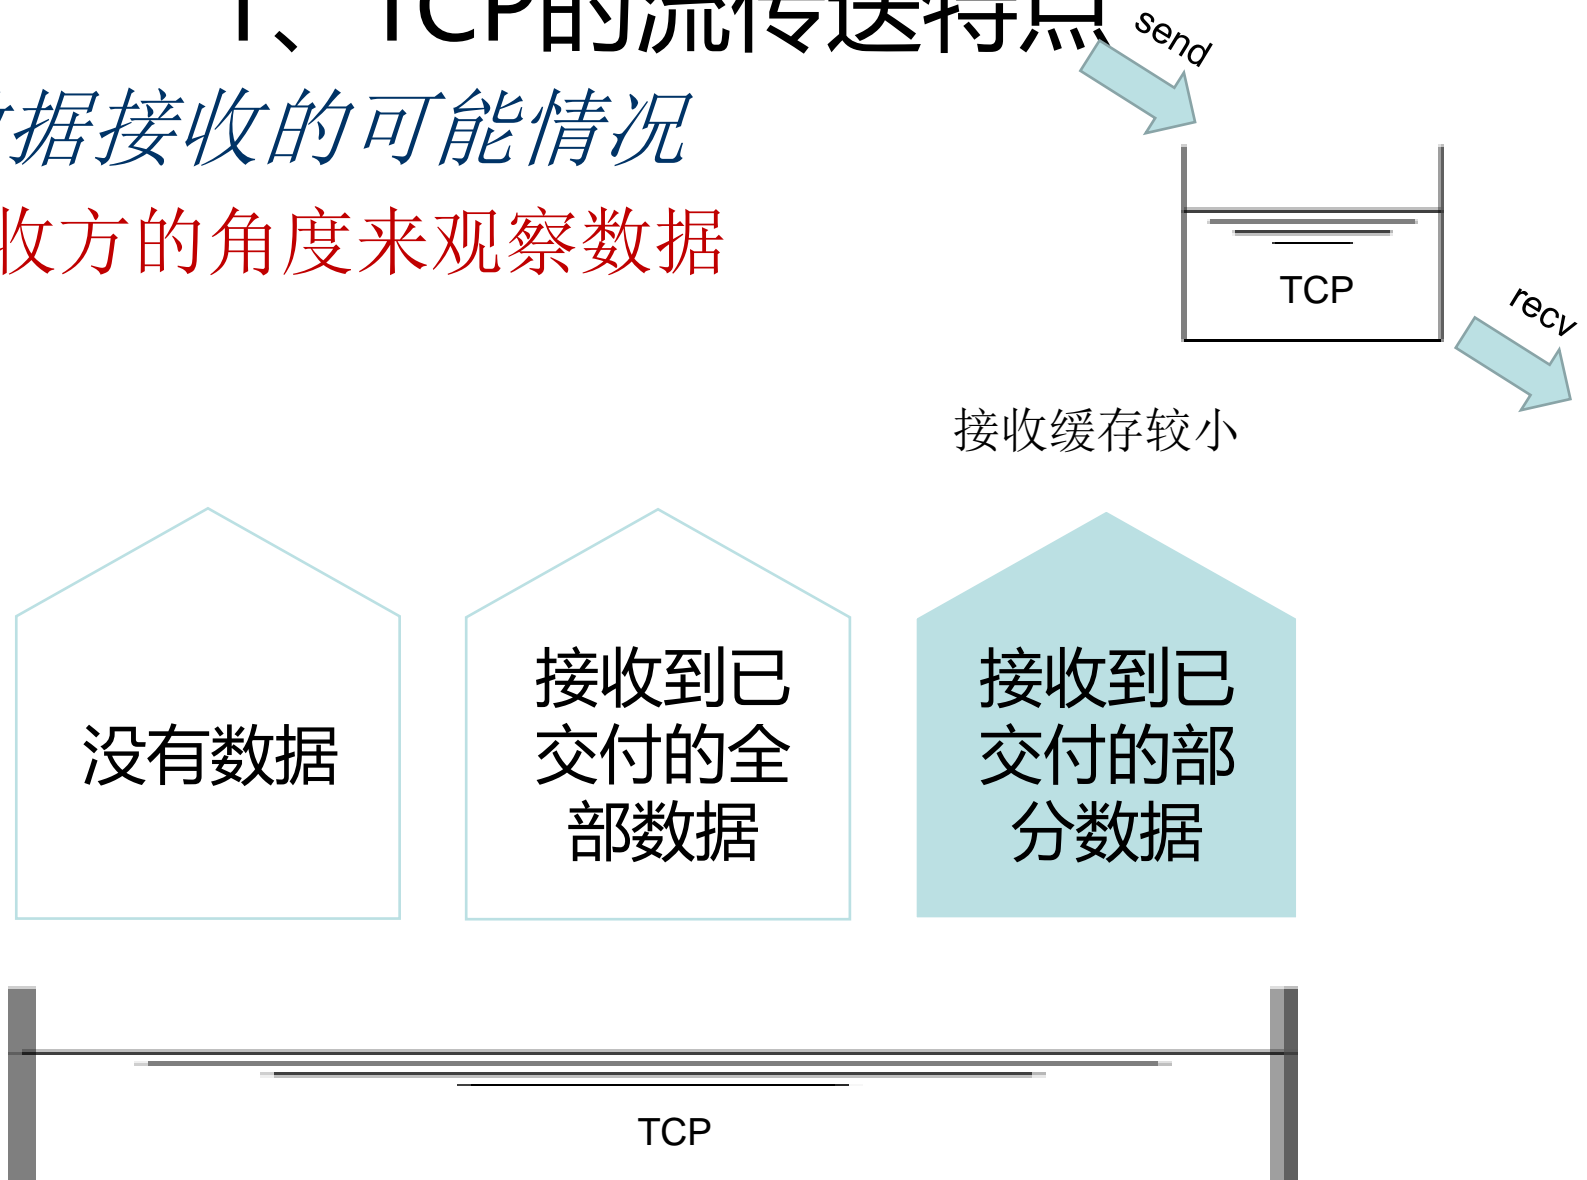 1、TCP的流传送特点
send
据接收的可能情况
收方的角度来观察数据
TCP
recv
接收缓存较小
没有数据
接收到已
交付的全
部数据
接收到已
交付的部
分数据
TCP